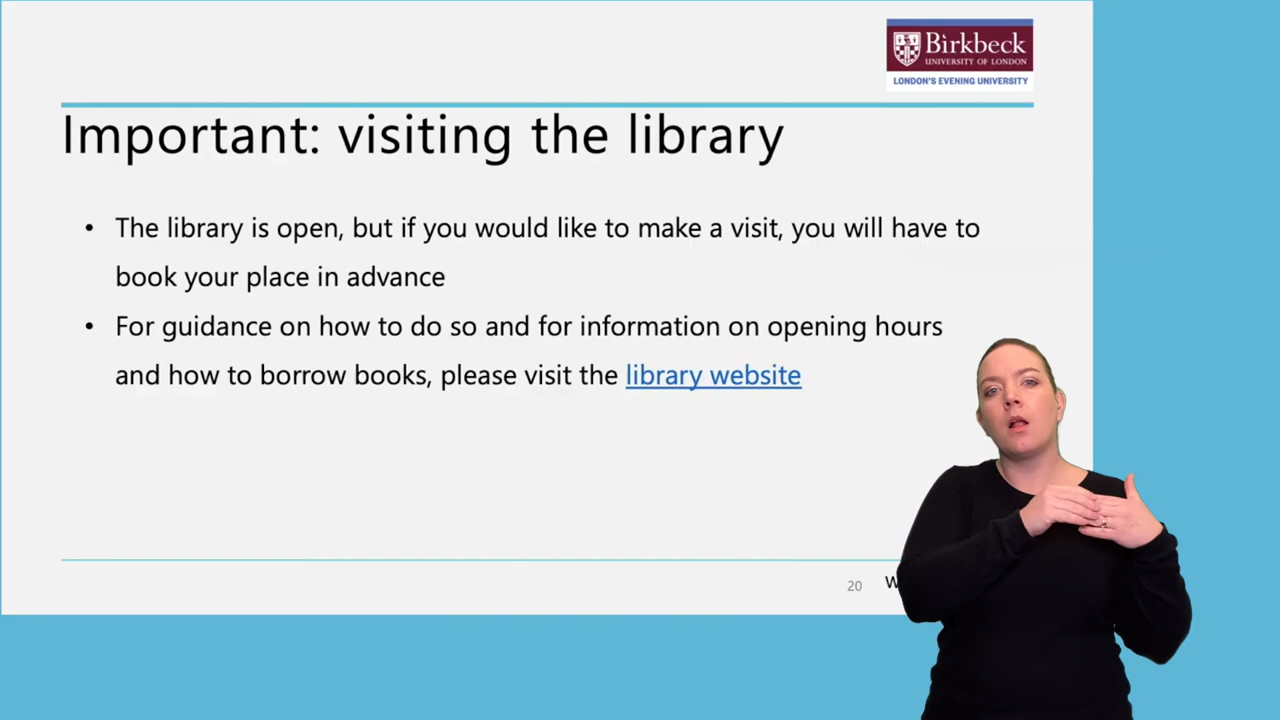 Birkbeck
UNIVERSITY OF LONDON
LONDON'S EVENING UNIVERSITY
Important: visiting the library
• The library is open, but if you would like to make a visit, you will have to
book your place in advance
• For guidance on how to do so and for information on opening hours
and how to borrow books, please visit the library website
20